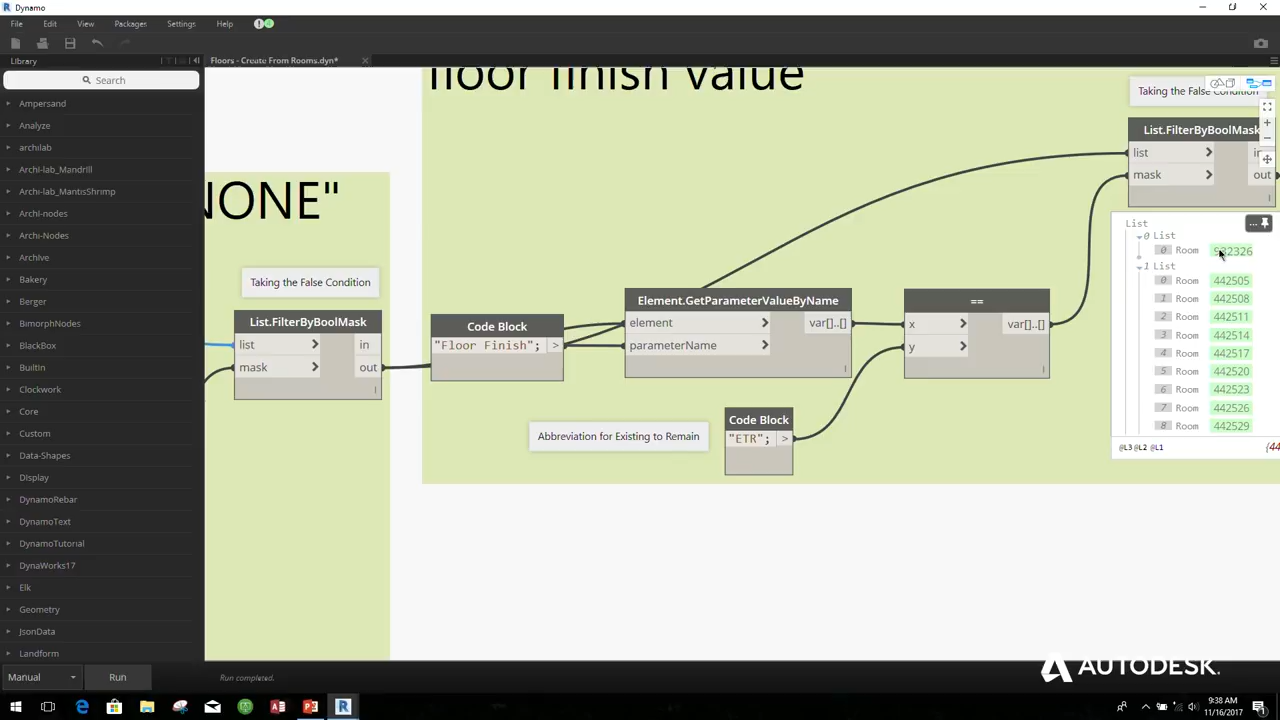 Dynamo
File Edit View Packages Settings Help
Library
Floors - Create From Rooms.dyn*
Search
Ampersand
Analyze
archilab
Archi-lab_Mandrill
Archi-lab_MantisShrimp
Archi-nodes
Archi-Nodes
Archive
Bakery
Berger
BimorphNodes
BlackBox
BuiltIn
Clockwork
Core
Custom
Data-Shapes
Display
DynamoRebar
DynamoText
DynamoTutorial
DynaWorks17
Elk
Geometry
JsonData
Landform
Manual
Run
Run completed.
floor finish value
NONE"
Taking the False Condition
List.FilterByBoolMask
list > in
mask > out
Code Block
"Floor Finish"; >
Element.GetParameterValueByName
element > var[]..[]
parameterName >
==
x > var[]..[]
y >
Abbreviation for Existing to Remain
Code Block
"ETR"; >
Taking the False Condition
List.FilterByBoolMask
list > in
mask > out
List
0 List
0 Room 932326
1 List
0 Room 442505
1 Room 442508
2 Room 442511
3 Room 442514
4 Room 442517
5 Room 442520
6 Room 442523
7 Room 442526
8 Room 442529
@L3 @L2 @L1 {44
AUTODESK.
9:38 AM
11/16/2017